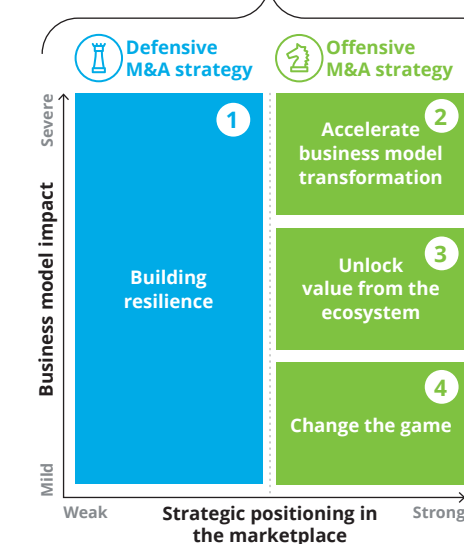 Defensive
M&A strategy
Offensive
M&A strategy
Severe
Business model impact
Mild
1
Building
resilience
2
Accelerate
business model
transformation
3
Unlock
value from the
ecosystem
4
Change the game
Weak
Strategic positioning in
the marketplace
Strong